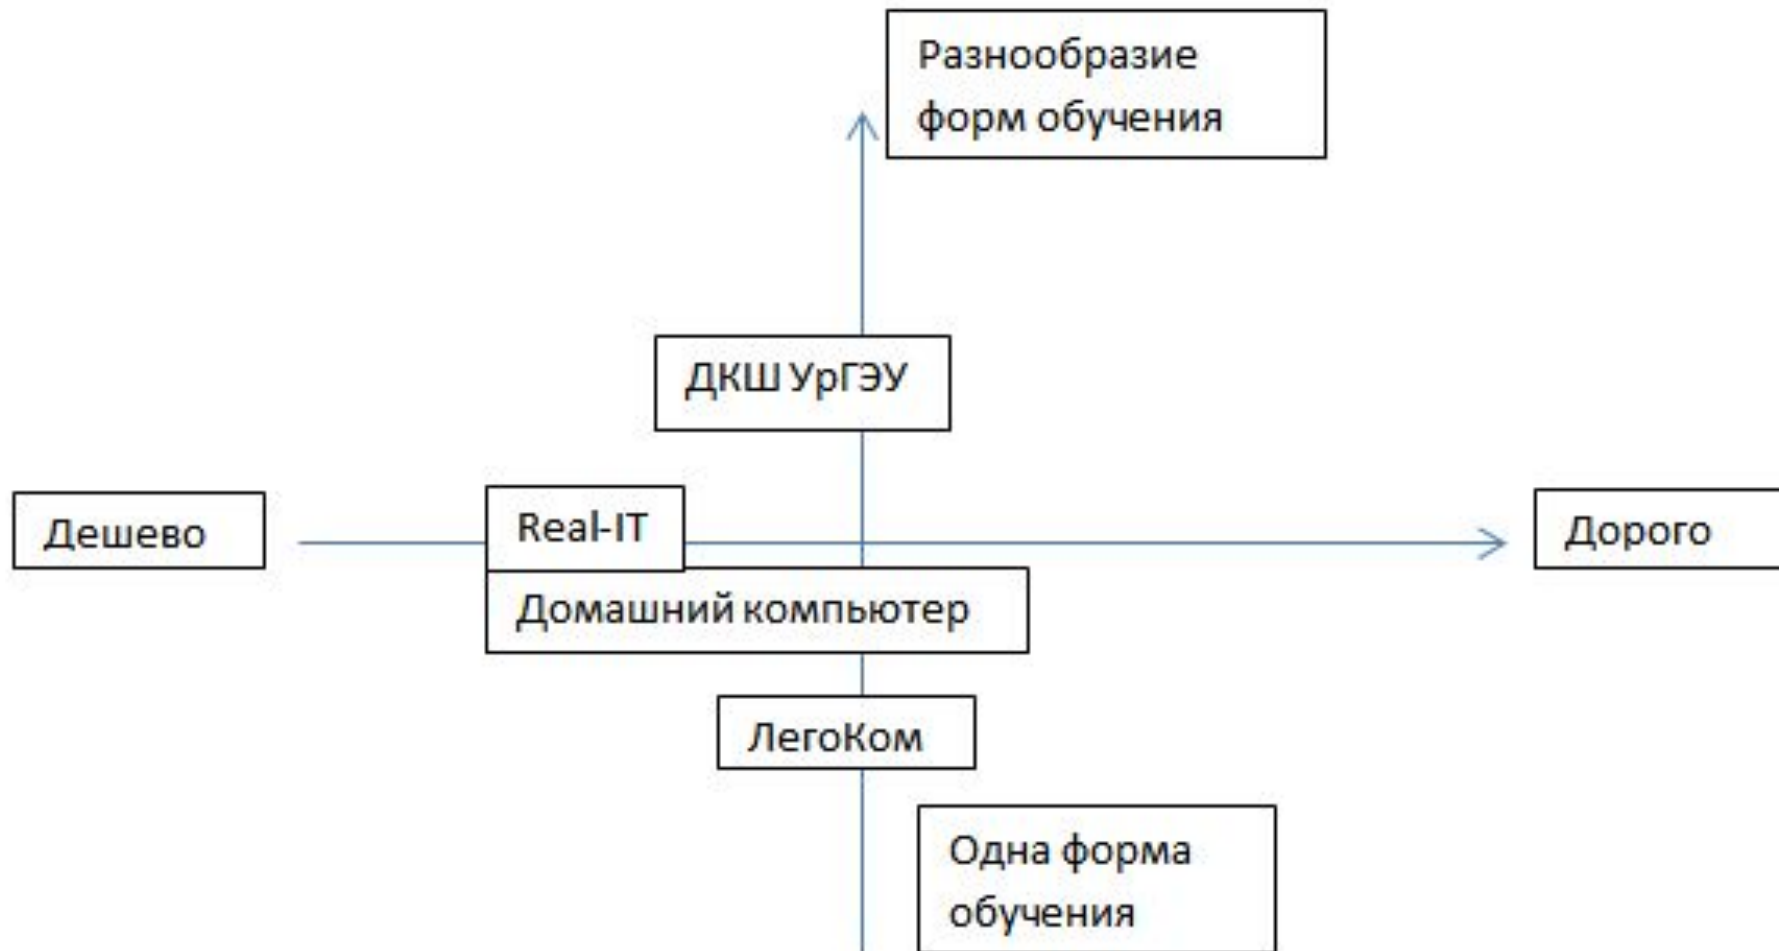 Разнообразие
форм обучения
ДКШ УрГЭУ
Дешево
Real-IT
Дорого
Домашний компьютер
ЛегоКом
Одна форма
обучения